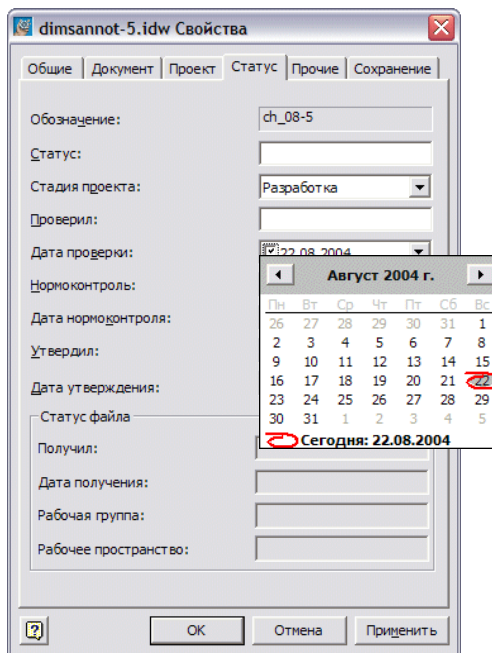 dimsannot-5.idw Свойства
Общие Документ Проект Статус Прочие Сохранение
Обозначение: ch_08-5
Статус:
Стадия проекта: Разработка
Проверил:
Дата проверки: 22.08.2004
Нормоконтроль:
Дата нормоконтроля:
Утвердил:
Дата утверждения:
Август 2004 г.
Пн Вт Ср Чт Пт Сб Вс
26 27 28 29 30 31 1
2 3 4 5 6 7 8
9 10 11 12 13 14 15
16 17 18 19 20 21 22
23 24 25 26 27 28 29
30 31 1 2 3 4 5
Сегодня: 22.08.2004
Статус файла
Получил:
Дата получения:
Рабочая группа:
Рабочее пространство:
ОК Отмена Применить